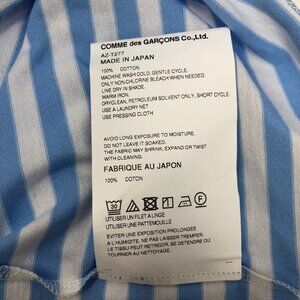 COMME des GARÇONS Co.,Ltd.
AZ-T277
MADE IN JAPAN
100% COTTON
MACHINE WASH COLD, GENTLE CYCLE.
ONLY NON-CHLORINE BLEACH WHEN NEEDED.
LINE DRY IN SHADE.
WARM IRON.
DRYCLEAN, PETROLEUM SOLVENT ONLY, SHORT CYCLE
USE A LAUNDRY NET
USE PRESSING CLOTH
AVOID LONG EXPOSURE TO MOISTURE.
DO NOT LEAVE IT SOAKED.
THE FABRIC MAY SHRINK, EXPAND OR TWIST
WITH CLEANING.
FABRIQUE AU JAPON
100% COTON
30
F
UTILISER UN FILET A LINGE
UTILISER UNE PATTEMOUILLE
EVITER UNE EXPOSITION PROLONGEE
A L'HUMIDITE. NE PAS LAISSER TREMPER.
LE TISSU PEUT RETRECIR, SE DETENDRE OU
TOURNER AU NETTOYAGE.